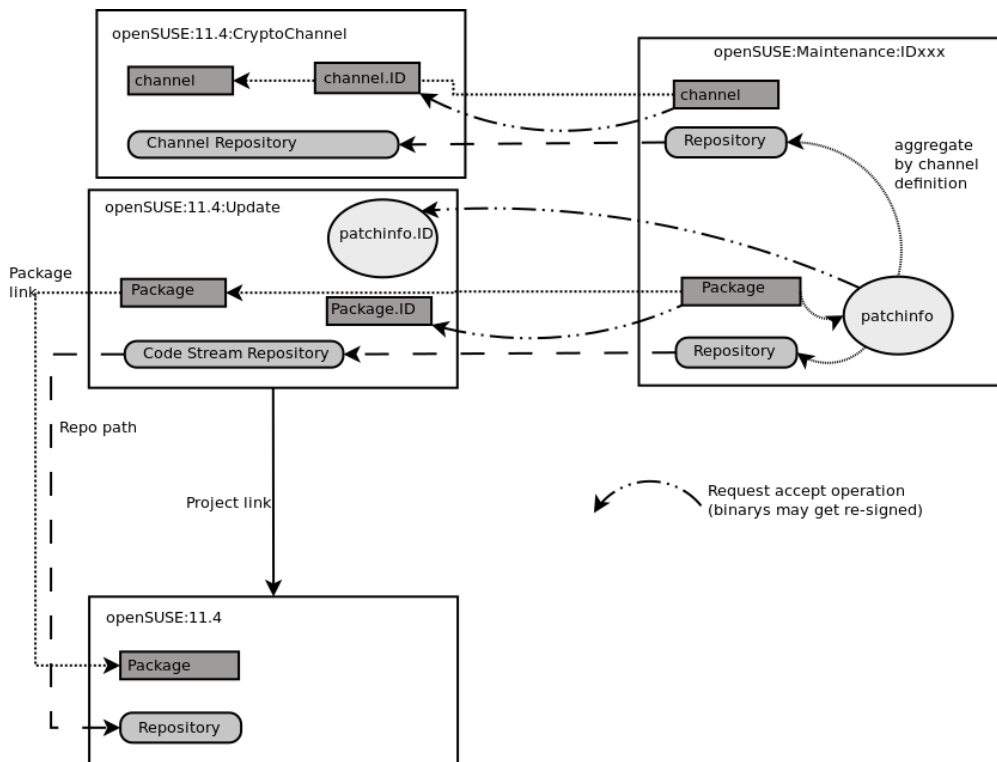 openSUSE:11.4:CryptoChannel
channel
channel.ID
Channel Repository
openSUSE:Maintenance:IDxxx
channel
Repository
aggregate
by channel
definition
openSUSE:11.4:Update
patchinfo.ID
Package
link
Package
Package.ID
Code Stream Repository
Package
patchinfo
Repository
Repo path
Project link
Request accept operation
(binarys may get re-signed)
openSUSE:11.4
Package
Repository